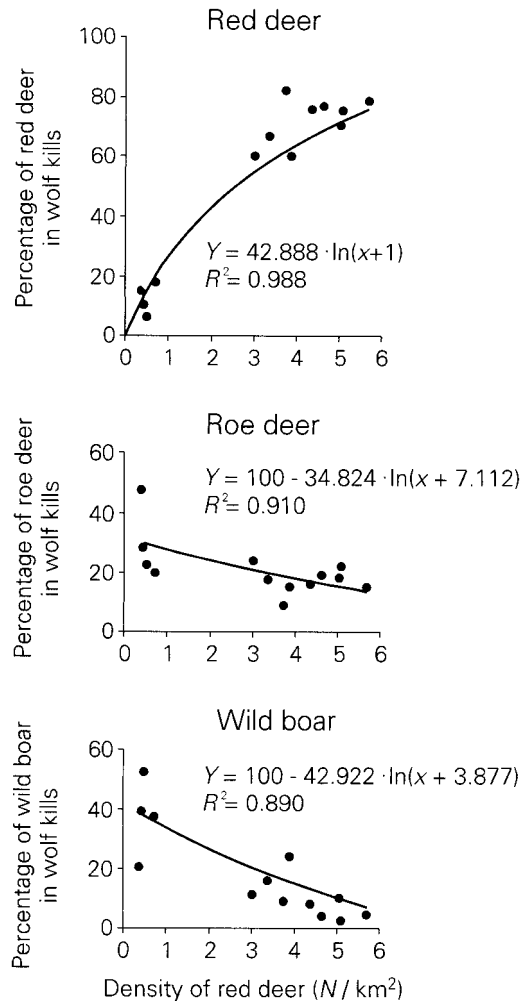 Red deer
Percentage of red deer
in wolf kills
100
80
60
40
20
0
Y = 42.888 ·ln(x+1)
R²= 0.988
0 1 2 3 4 5 6
Roe deer
Percentage of roe deer
in wolf kills
60
40
20
0
Y = 100 - 34.824 ·ln(x + 7.112)
R²= 0.910
0 1 2 3 4 5 6
Wild boar
Percentage of wild boar
in wolf kills
60
40
20
0
Y = 100 - 42.922 ·ln(x + 3.877)
R²= 0.890
0 1 2 3 4 5 6
Density of red deer (N / km²)